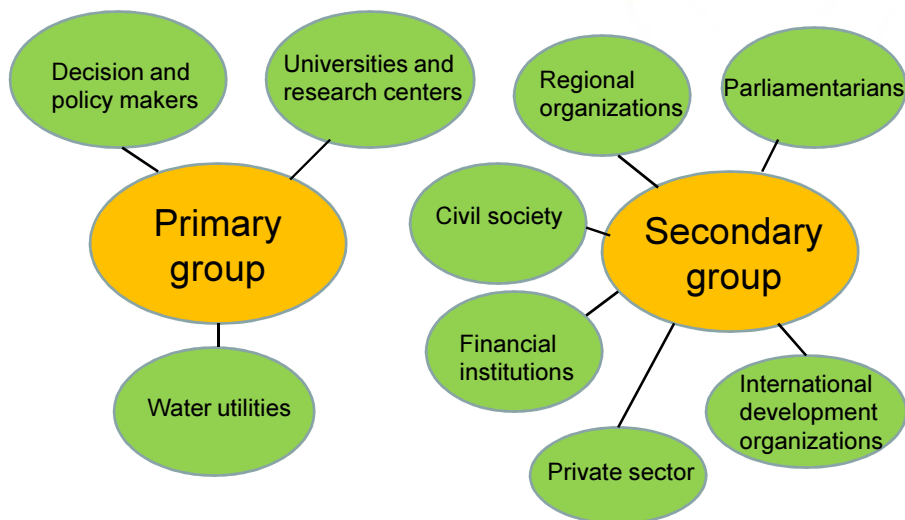 Decision and
policy makers
Universities and
research centers
Primary
group
Water utilities
Regional
organizations
Parliamentarians
Civil society
Secondary
group
Financial
institutions
International
development
organizations
Private sector